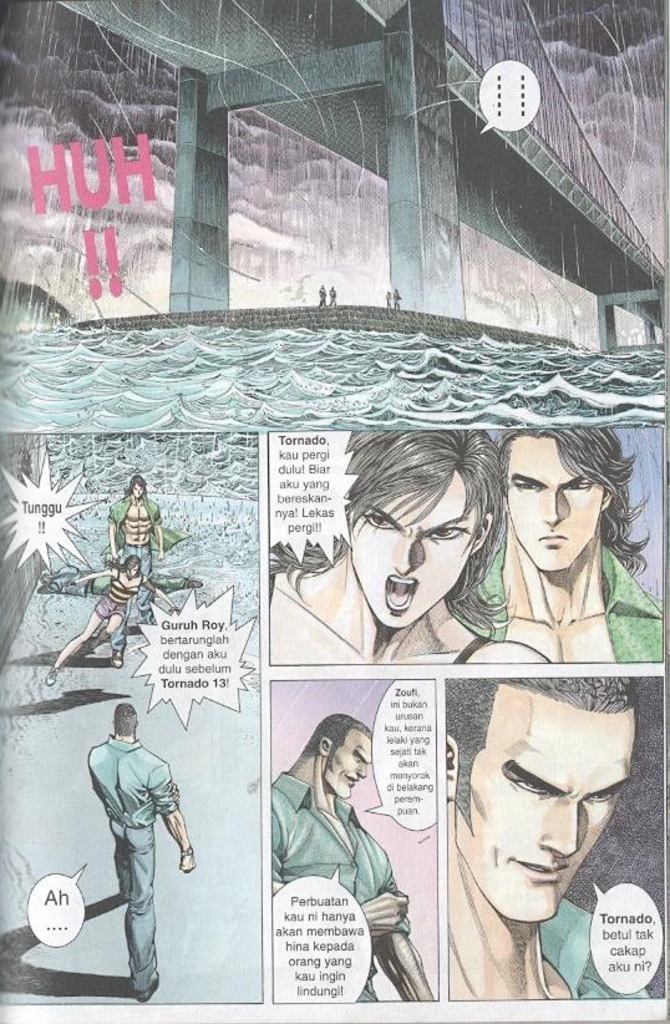 HUH
!!
Tunggu
!!
Guruh Roy,
bertarunglah
dengan aku
dulu sebelum
Tornado 13!
Ah
....
Tornado,
kau pergi
dulu! Biar
aku yang
bereskan-
nya! Lekas
pergi!!
Zoufi,
ini bukan
urusan
kau, kerana
lelaki yang
sejati tak
akan
menyorok
di belakang
perem-
puan.
Perbuatan
kau ni hanya
akan membawa
hina kepada
orang yang
kau ingin
lindungi!
Tornado,
betul tak
cakap
aku ni?